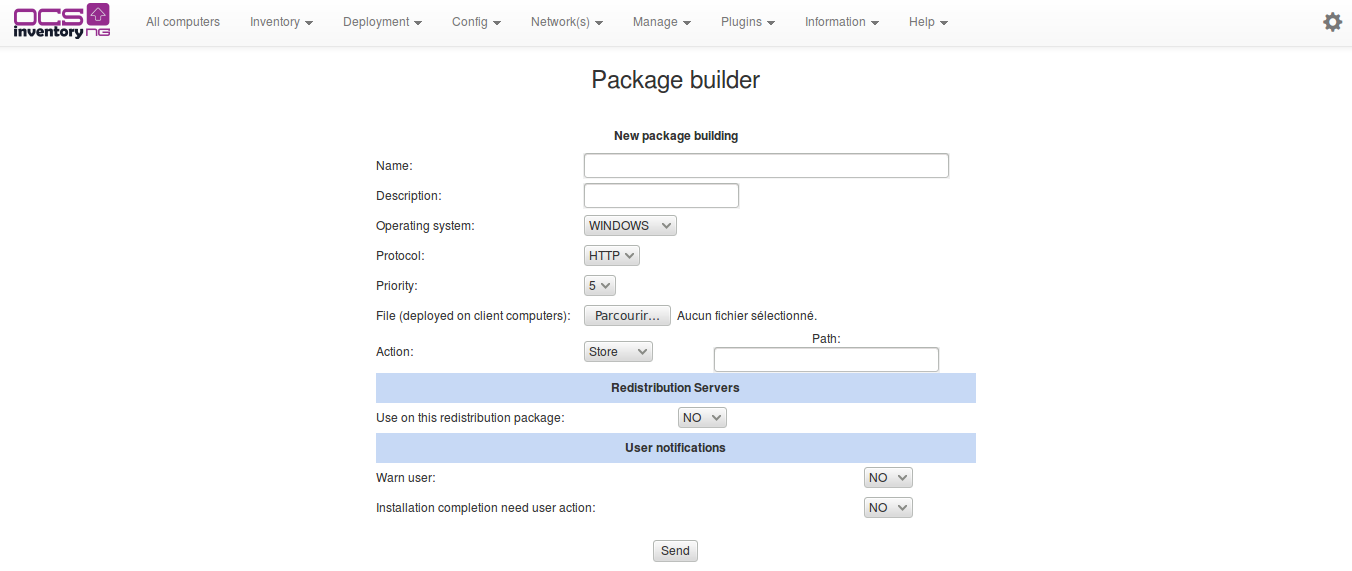 OCS inventory NG
All computers Inventory Deployment Config Network(s) Manage Plugins Information Help
Package builder
New package building
Name:
Description:
Operating system: WINDOWS
Protocol: HTTP
Priority: 5
File (deployed on client computers): Parcourir... Aucun fichier sélectionné.
Path:
Action: Store
Redistribution Servers
Use on this redistribution package: NO
User notifications
Warn user: NO
Installation completion need user action: NO
Send